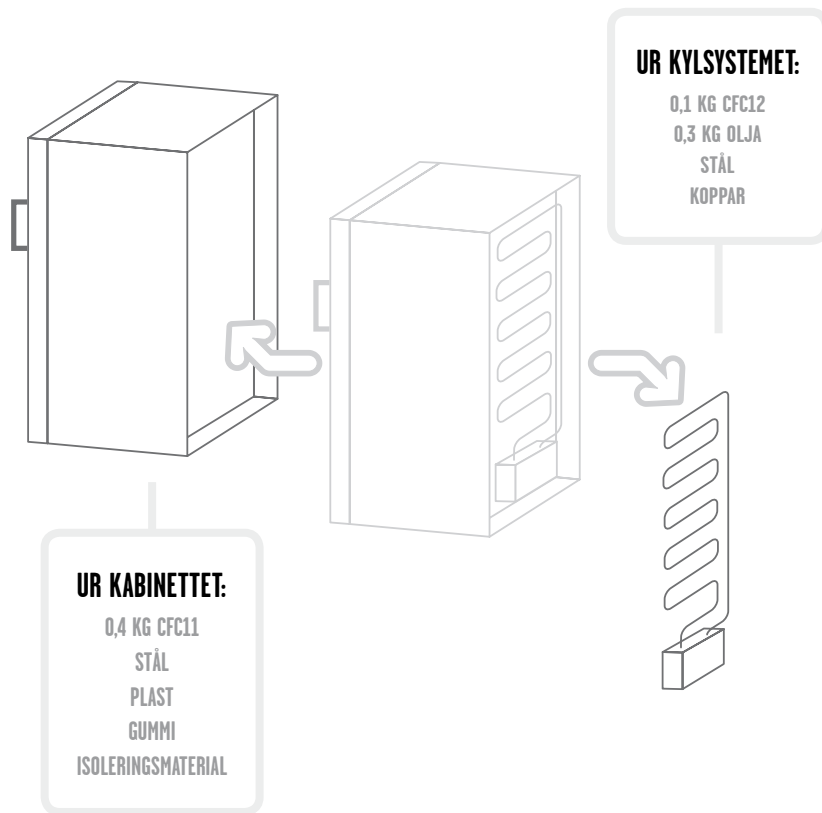 UR KYLSYSTEMET:
0,1 KG CFC12
0,3 KG OLJA
STÅL
KOPPAR
UR KABINETTET:
0,4 KG CFC11
STÅL
PLAST
GUMMI
ISOLERINGSMATERIAL